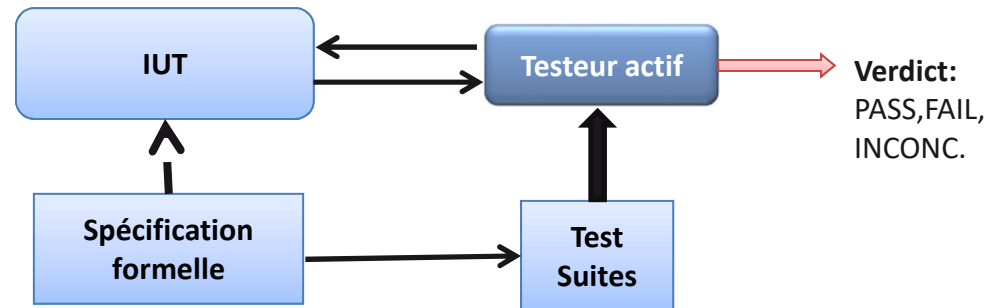 IUT
Testeur actif
Verdict:
PASS,FAIL,
INCONC.
Spécification
formelle
Test
Suites